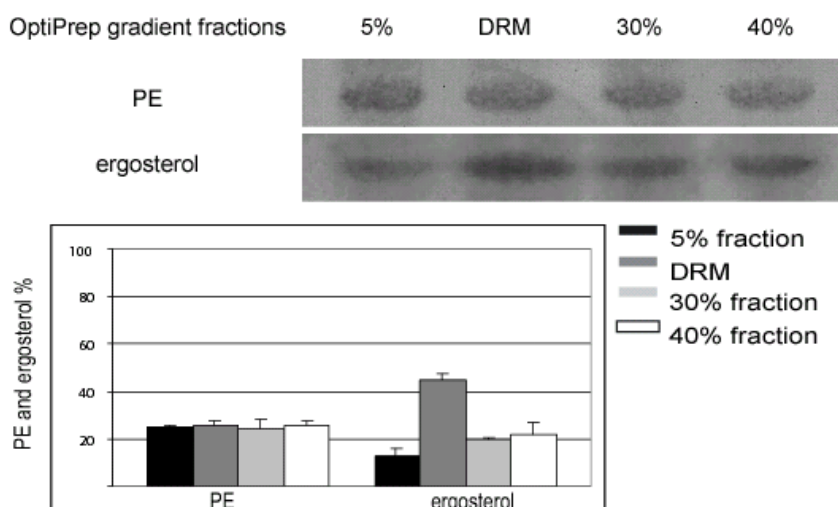 OptiPrep gradient fractions 5% DRM 30% 40%
PE
ergosterol
PE and ergosterol %
100
80
60
40
20
PE ergosterol
5% fraction
DRM
30% fraction
40% fraction